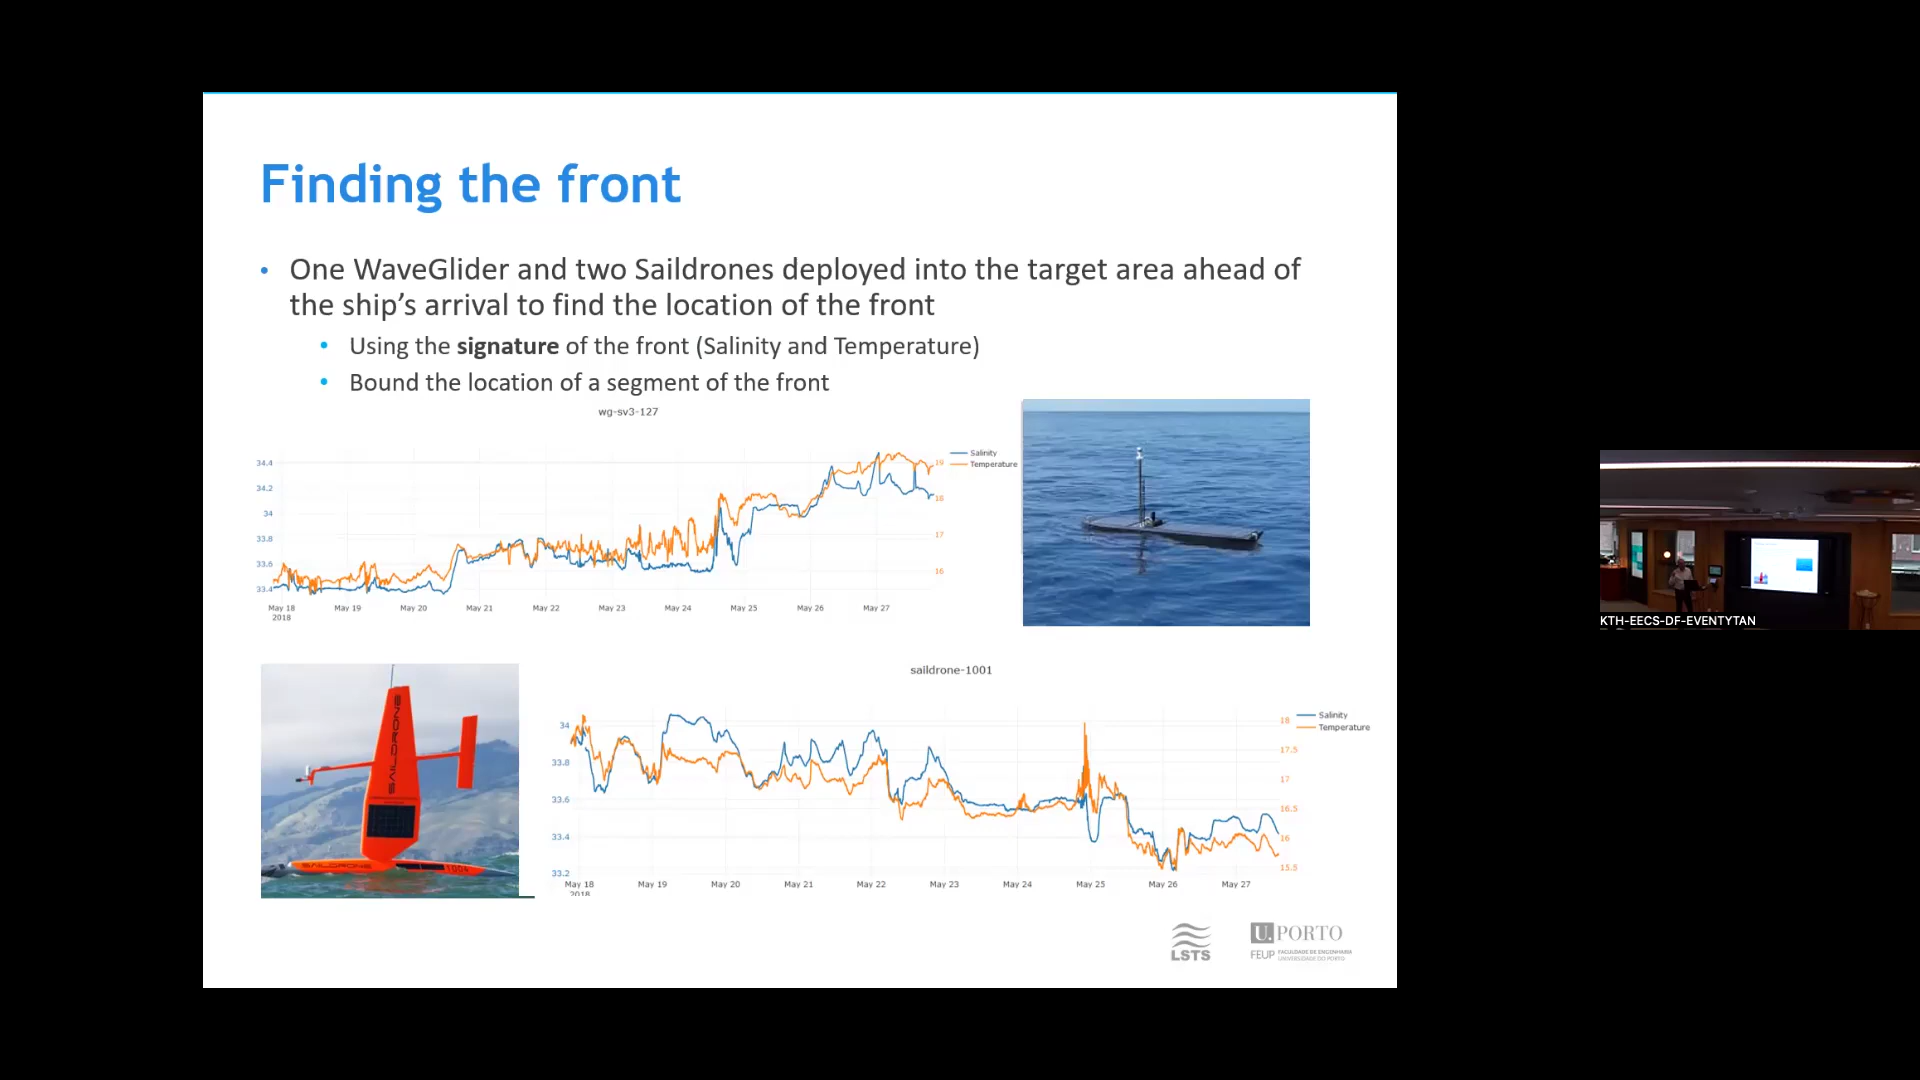 Finding the front
• One WaveGlider and two Saildrones deployed into the target area ahead of
the ship's arrival to find the location of the front
• Using the signature of the front (Salinity and Temperature)
• Bound the location of a segment of the front
wg-sv3-127
Salinity
Temperature
34.4
34.2
34
33.8
33.6
33.4
19
18
17
16
May 18 May 19 May 20 May 21 May 22 May 23 May 24 May 25 May 26 May 27
2018
KTH-EECS-DF-EVENTYTAN
SAILDRONE
SAILDRONE
saildrone-1001
Salinity
Temperature
34
33.8
33.6
33.4
33.2
18
17.5
17
16.5
16
15.5
May 18 May 19 May 20 May 21 May 22 May 23 May 24 May 25 May 26 May 27
2018
LSTS
U.PORTO
FEUP FACULDADE DE ENGENHARIA
UNIVERSIDADE DO PORTO